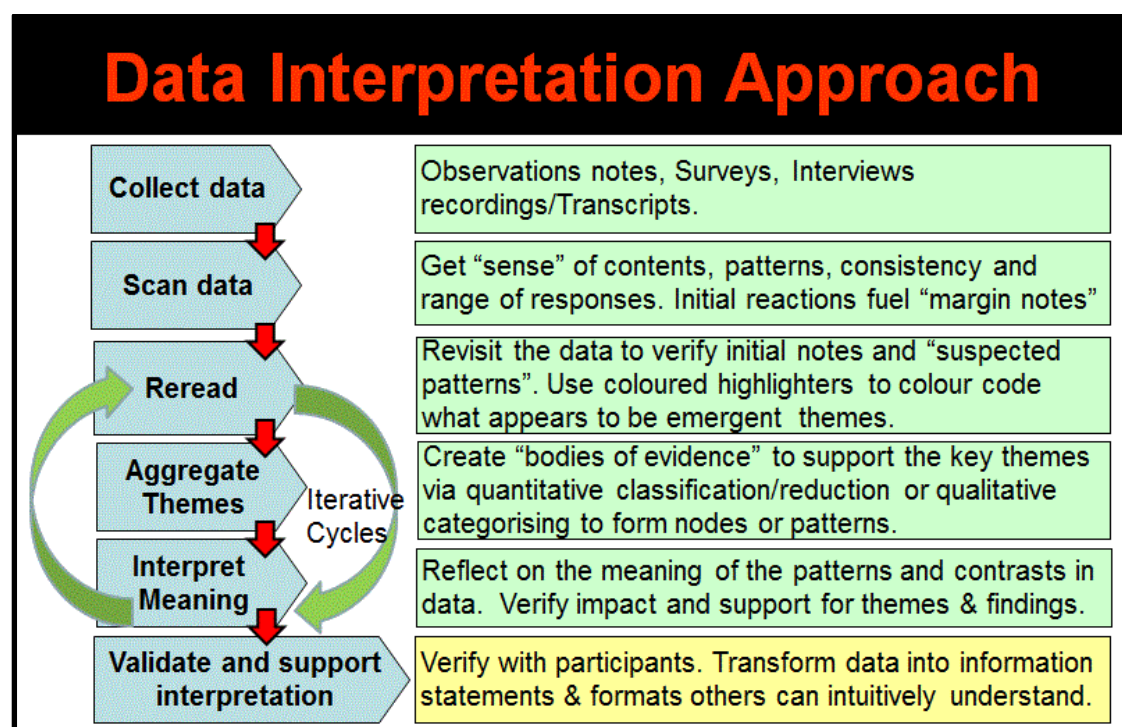 Data Interpretation Approach
Collect data
Observations notes, Surveys, Interviews
recordings/Transcripts.
Scan data
Get “sense” of contents, patterns, consistency and
range of responses. Initial reactions fuel “margin notes”
Reread
Revisit the data to verify initial notes and “suspected
patterns”. Use coloured highlighters to colour code
what appears to be emergent themes.
Aggregate
Themes
Iterative
Cycles
Create “bodies of evidence” to support the key themes
via quantitative classification/reduction or qualitative
categorising to form nodes or patterns.
Interpret
Meaning
Reflect on the meaning of the patterns and contrasts in
data. Verify impact and support for themes & findings.
Validate and support
interpretation
Verify with participants. Transform data into information
statements & formats others can intuitively understand.